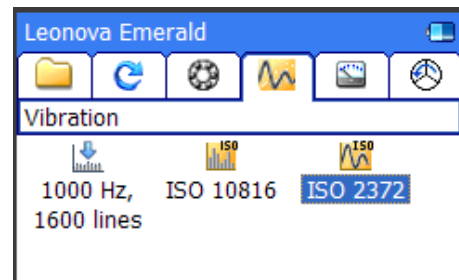 Leonova Emerald
Vibration
ISO
ISO
1000 Hz,
1600 lines
ISO 10816
ISO 2372